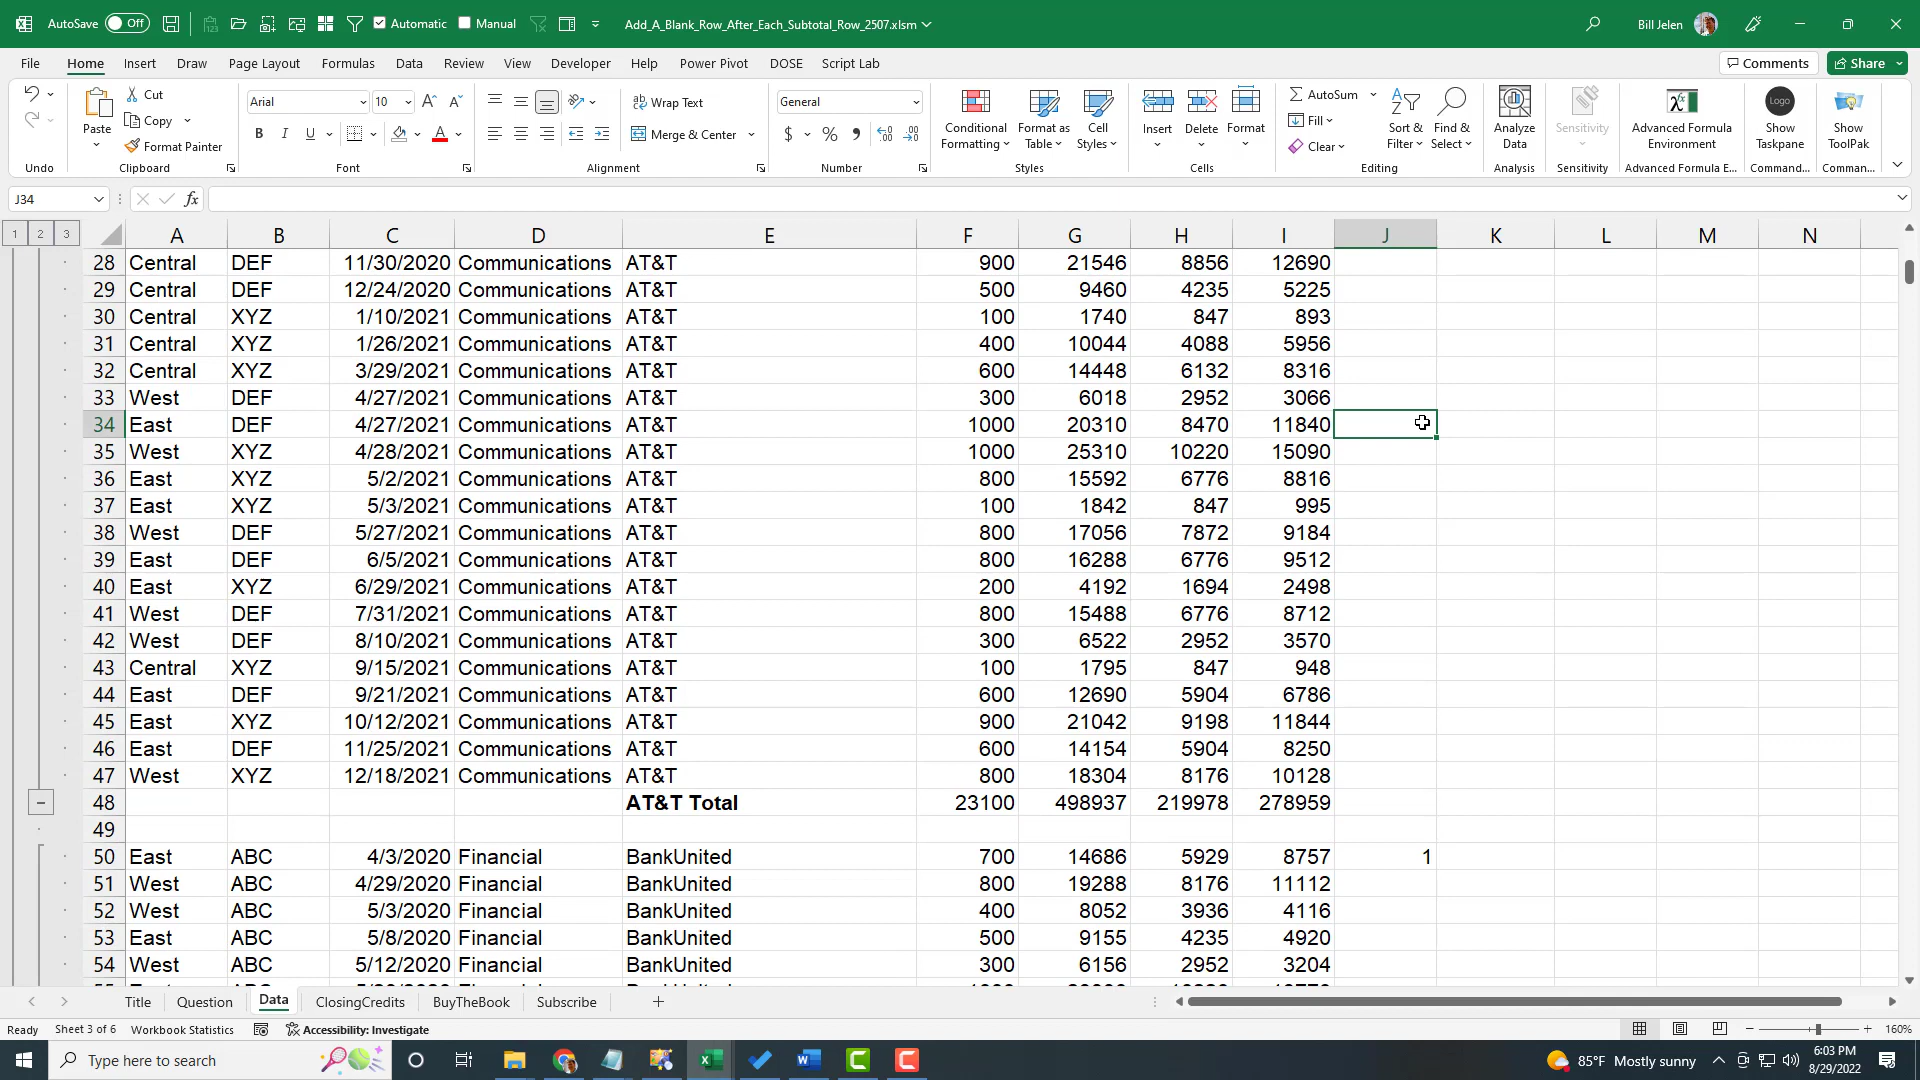 AutoSave Off Automatic Manual Add_A_Blank_Row_After_Each_Subtotal_Row_2507.xlsm Bill Jelen
File Home Insert Draw Page Layout Formulas Data Review View Developer Help Power Pivot DOSE Script Lab Comments Share
Paste Cut Copy Format Painter
Arial 10 B I U
Wrap Text Merge & Center
General $ %
Conditional Formatting Format as Table Cell Styles
Insert Delete Format
AutoSum Fill Clear Sort & Filter Find & Select
Analyze Data Sensitivity Advanced Formula Environment Logo Show Taskpane Show ToolPak
Undo Clipboard Font Alignment Number Styles Cells Editing Analysis Sensitivity Advanced Formula E... Command... Comman...
J34 fx
1 2 3 A B C D E F G H I J K L M N
28 Central DEF 11/30/2020 Communications AT&T 900 21546 8856 12690
29 Central DEF 12/24/2020 Communications AT&T 500 9460 4235 5225
30 Central XYZ 1/10/2021 Communications AT&T 100 1740 847 893
31 Central XYZ 1/26/2021 Communications AT&T 400 10044 4088 5956
32 Central XYZ 3/29/2021 Communications AT&T 600 14448 6132 8316
33 West DEF 4/27/2021 Communications AT&T 300 6018 2952 3066
34 East DEF 4/27/2021 Communications AT&T 1000 20310 8470 11840
35 West XYZ 4/28/2021 Communications AT&T 1000 25310 10220 15090
36 East XYZ 5/2/2021 Communications AT&T 800 15592 6776 8816
37 East XYZ 5/3/2021 Communications AT&T 100 1842 847 995
38 West DEF 5/27/2021 Communications AT&T 800 17056 7872 9184
39 East DEF 6/5/2021 Communications AT&T 800 16288 6776 9512
40 East XYZ 6/29/2021 Communications AT&T 200 4192 1694 2498
41 West DEF 7/31/2021 Communications AT&T 800 15488 6776 8712
42 West DEF 8/10/2021 Communications AT&T 300 6522 2952 3570
43 Central XYZ 9/15/2021 Communications AT&T 100 1795 847 948
44 East DEF 9/21/2021 Communications AT&T 600 12690 5904 6786
45 East XYZ 10/12/2021 Communications AT&T 900 21042 9198 11844
46 East DEF 11/25/2021 Communications AT&T 600 14154 5904 8250
47 West XYZ 12/18/2021 Communications AT&T 800 18304 8176 10128
48 AT&T Total 23100 498937 219978 278959
49
50 East ABC 4/3/2020 Financial BankUnited 700 14686 5929 8757 1
51 West ABC 4/29/2020 Financial BankUnited 800 19288 8176 11112
52 West ABC 5/3/2020 Financial BankUnited 400 8052 3936 4116
53 East ABC 5/8/2020 Financial BankUnited 500 9155 4235 4920
54 West ABC 5/12/2020 Financial BankUnited 300 6156 2952 3204
Title Question Data ClosingCredits BuyTheBook Subscribe
Ready Sheet 3 of 6 Workbook Statistics Accessibility: Investigate 160%
Type here to search 85°F Mostly sunny 6:03 PM
8/29/2022